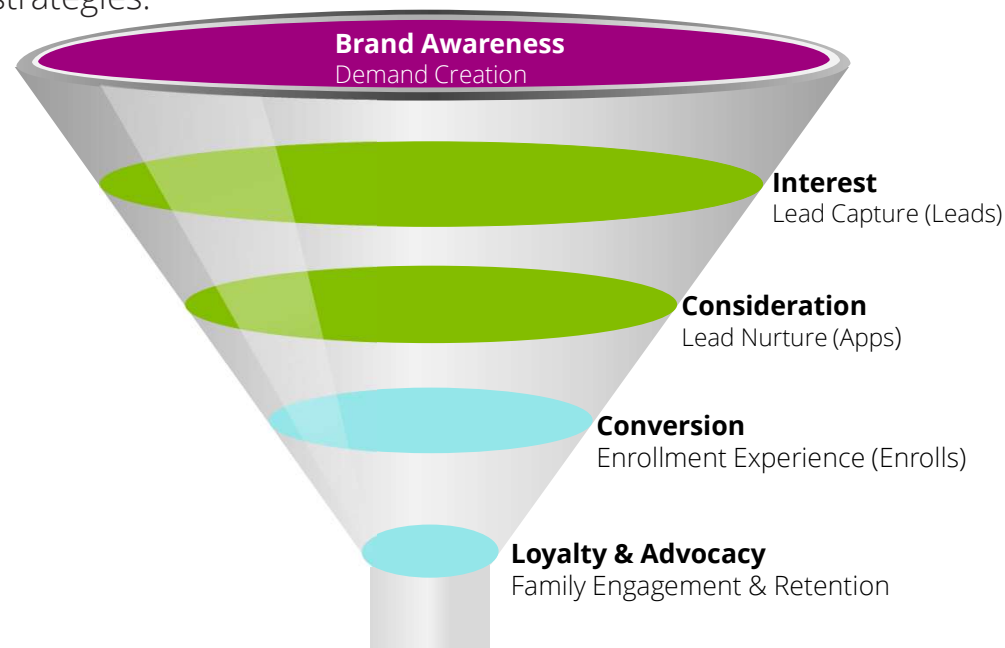 strategies.
Brand Awareness
Demand Creation
Interest
Lead Capture (Leads)
Consideration
Lead Nurture (Apps)
Conversion
Enrollment Experience (Enrolls)
Loyalty & Advocacy
Family Engagement & Retention